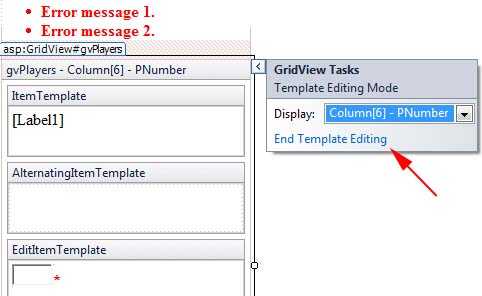 • Error message 1.
• Error message 2.
asp:GridView#gvPlayers
gvPlayers - Column[6] - PNumber
ItemTemplate
[Label1]
AlternatingItemTemplate
EditItemTemplate
*
<
GridView Tasks
Template Editing Mode
Display: Column[6] - PNumber
End Template Editing